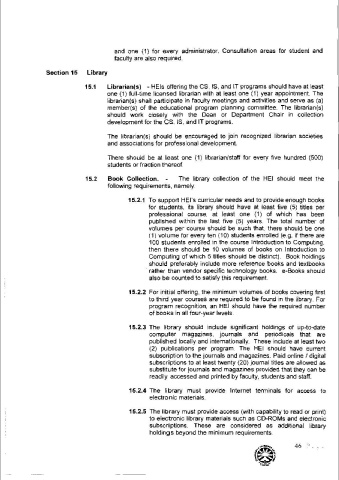 and one (1) for every administrator. Consultation areas for student and
faculty are also required.
Section 15 Library
15.1 Librarian(s) - HEIs offering the CS, IS, and IT programs should have at least
one (1) full-time licensed librarian with at least one (1) year appointment. The
librarian(s) shall participate in faculty meetings and activities and serve as (a)
member(s) of the educational program planning committee. The librarian(s)
should work closely with the Dean or Department Chair in collection
development for the CS, IS, and IT programs.
The librarian(s) should be encouraged to join recognized librarian societies
and associations for professional development.
There should be at least one (1) librarian/staff for every five hundred (500)
students or fraction thereof.
15.2 Book Collection. - The library collection of the HEI should meet the
following requirements, namely
15.2.1 To support HEI's curricular needs and to provide enough books
for students, its library should have at least five (5) titles per
professional course, at least one (1) of which has been
published within the last five (5) years. The total number of
volumes per course should be such that, there should be one
(1) volume for every ten (10) students enrolled (e.g. if there are
100 students enrolled in the course Introduction to Computing,
then there should be 10 volumes of books on Introduction to
Computing of which 5 titles should be distinct). Book holdings
should preferably include more reference books and textbooks
rather than vendor specific technology books. e-Books should
also be counted to satisfy this requirement.
15.2.2 For initial offering, the minimum volumes of books covering first
to third year courses are required to be found in the library. For
program recognition, an HEI should have the required number
of books in all four-year levels.
15.2.3 The library should include significant holdings of up-to-date
computer magazines, journals and periodicals that are
published locally and internationally. These include at least two
(2) publications per program. The HEI should have current
subscription to the journals and magazines. Paid online / digital
subscriptions to at least twenty (20) journal titles are allowed as
substitute for journals and magazines provided that they can be
readily accessed and printed by faculty, students and staff.
15.2.4 The library must provide Internet terminals for access to
electronic materials.
15.2.5 The library must provide access (with capability to read or print)
to electronic library materials such as CD-ROMs and electronic
subscriptions. These are considered as additional library
holdings beyond the minimum requirements.
46